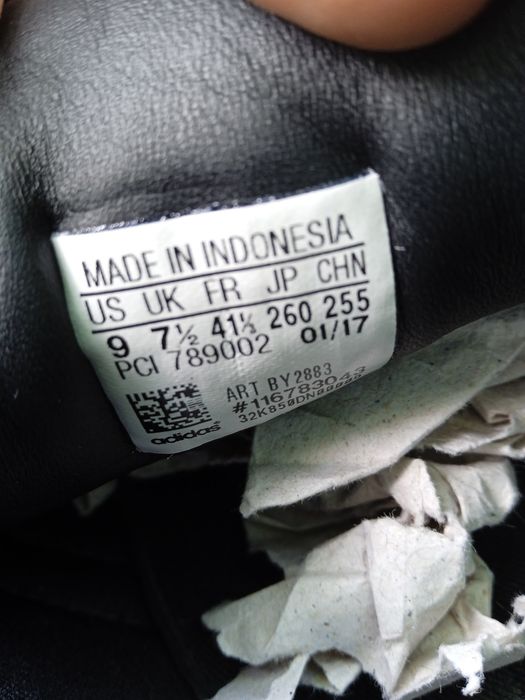 MADE IN INDONESIA
US UK FR JP CHN
9 7½ 41⅓ 260 255
PCI 789002 01/17
ART BY2883
#116783043
adidas